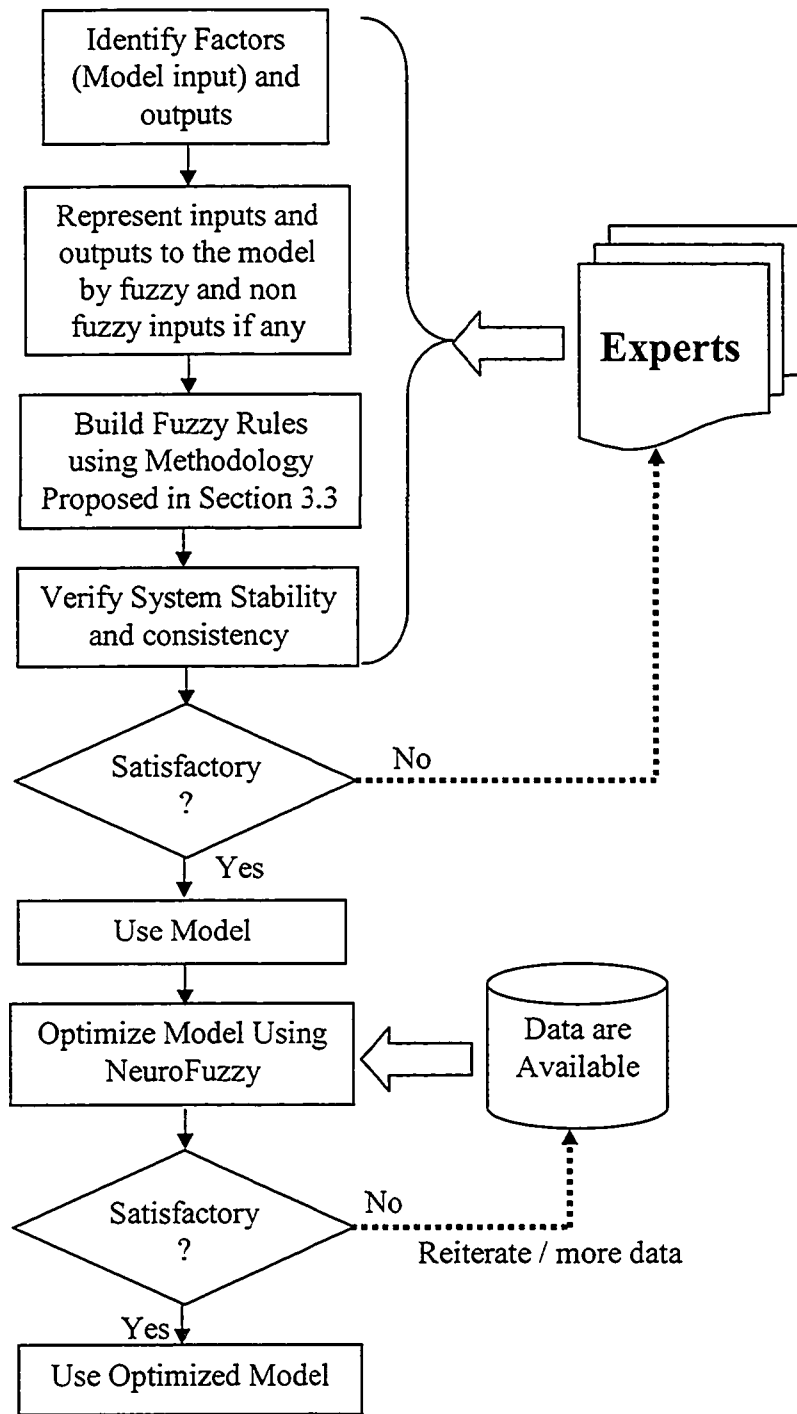 Identify Factors
(Model input) and
outputs
Represent inputs and
outputs to the model
by fuzzy and non
fuzzy inputs if any
Experts
Build Fuzzy Rules
using Methodology
Proposed in Section 3.3
Verify System Stability
and consistency
Satisfactory
?
No
Yes
Use Model
Optimize Model Using
NeuroFuzzy
Data are
Available
Satisfactory
?
No
Reiterate / more data
Yes
Use Optimized Model